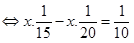 ⇔ x. 1/15 − x. 1/20 = 1/10